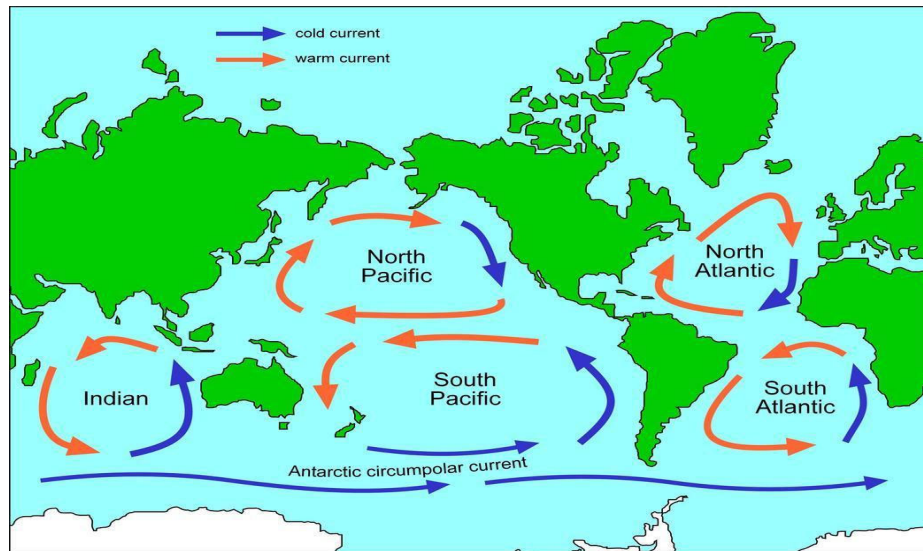 cold current
warm current
North
Pacific
North
Atlantic
Indian
South
Pacific
South
Atlantic
Antarctic circumpolar current